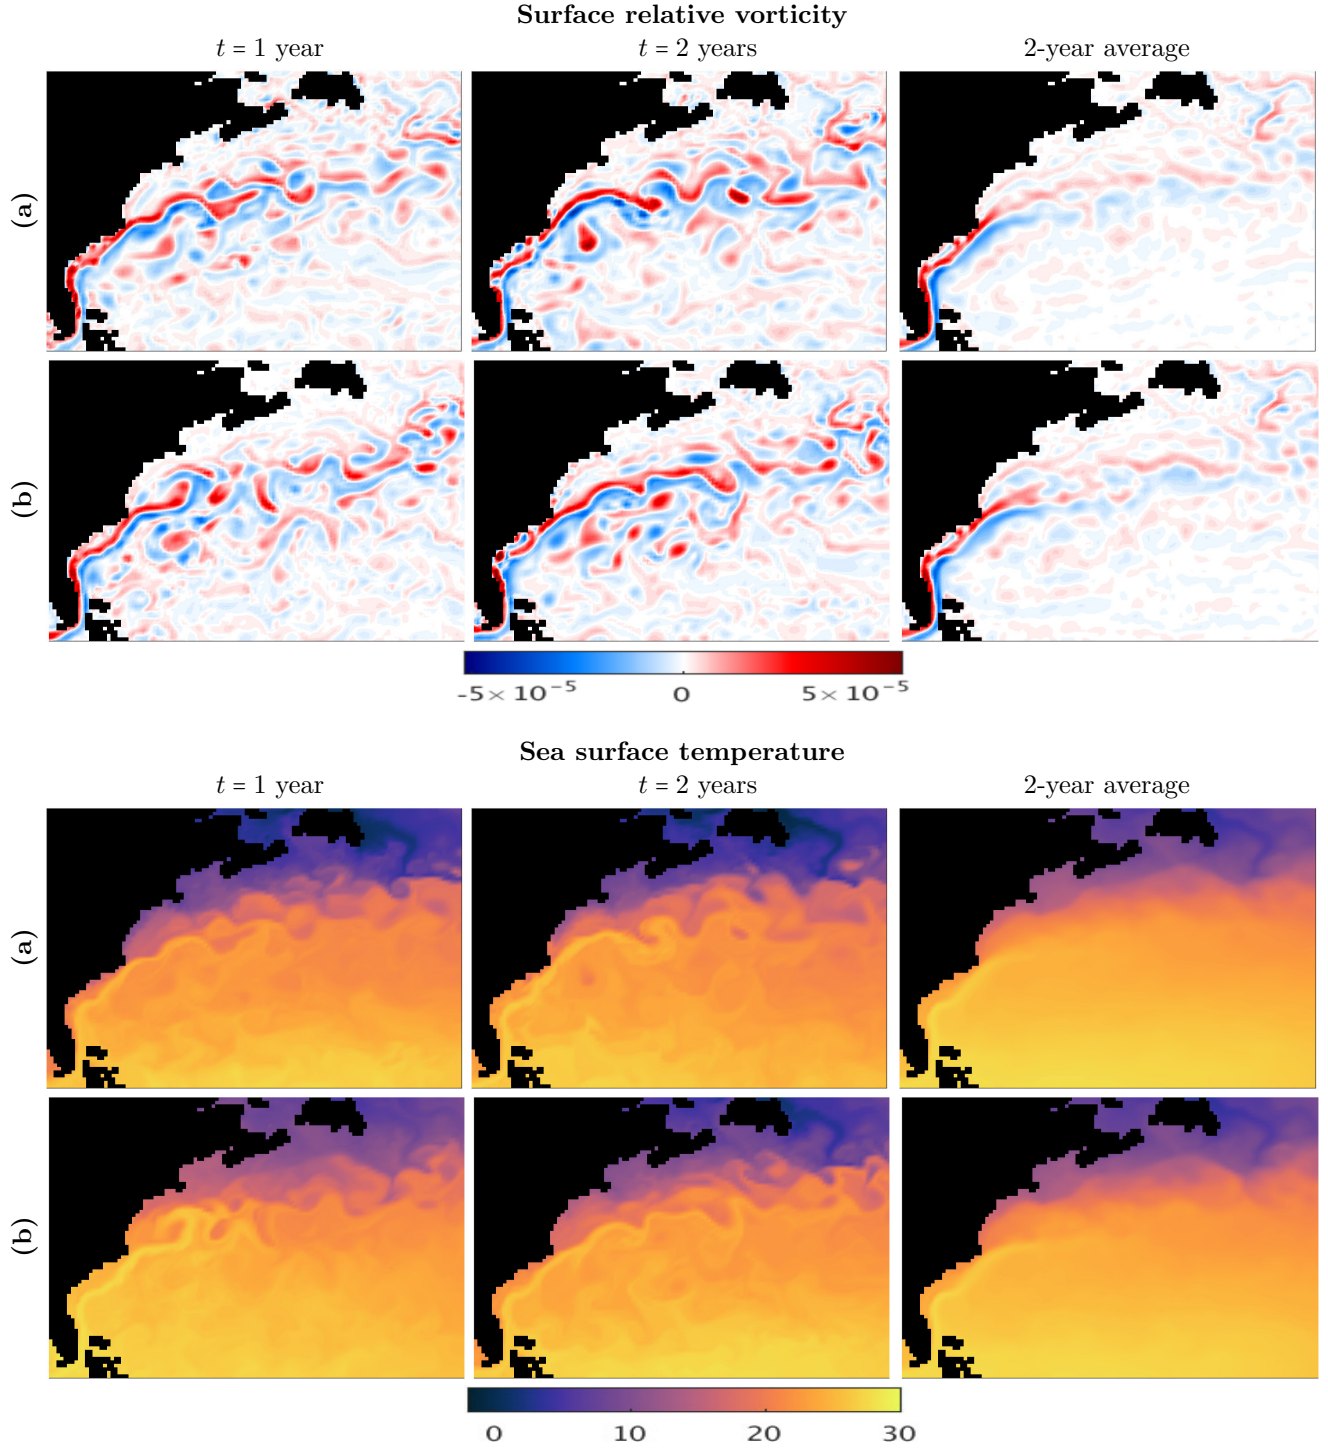 Surface relative vorticity
t = 1 year t = 2 years 2-year average
(a)
(b)
-5×10⁻⁵ 0 5×10⁻⁵
Sea surface temperature
t = 1 year t = 2 years 2-year average
(a)
(b)
0 10 20 30